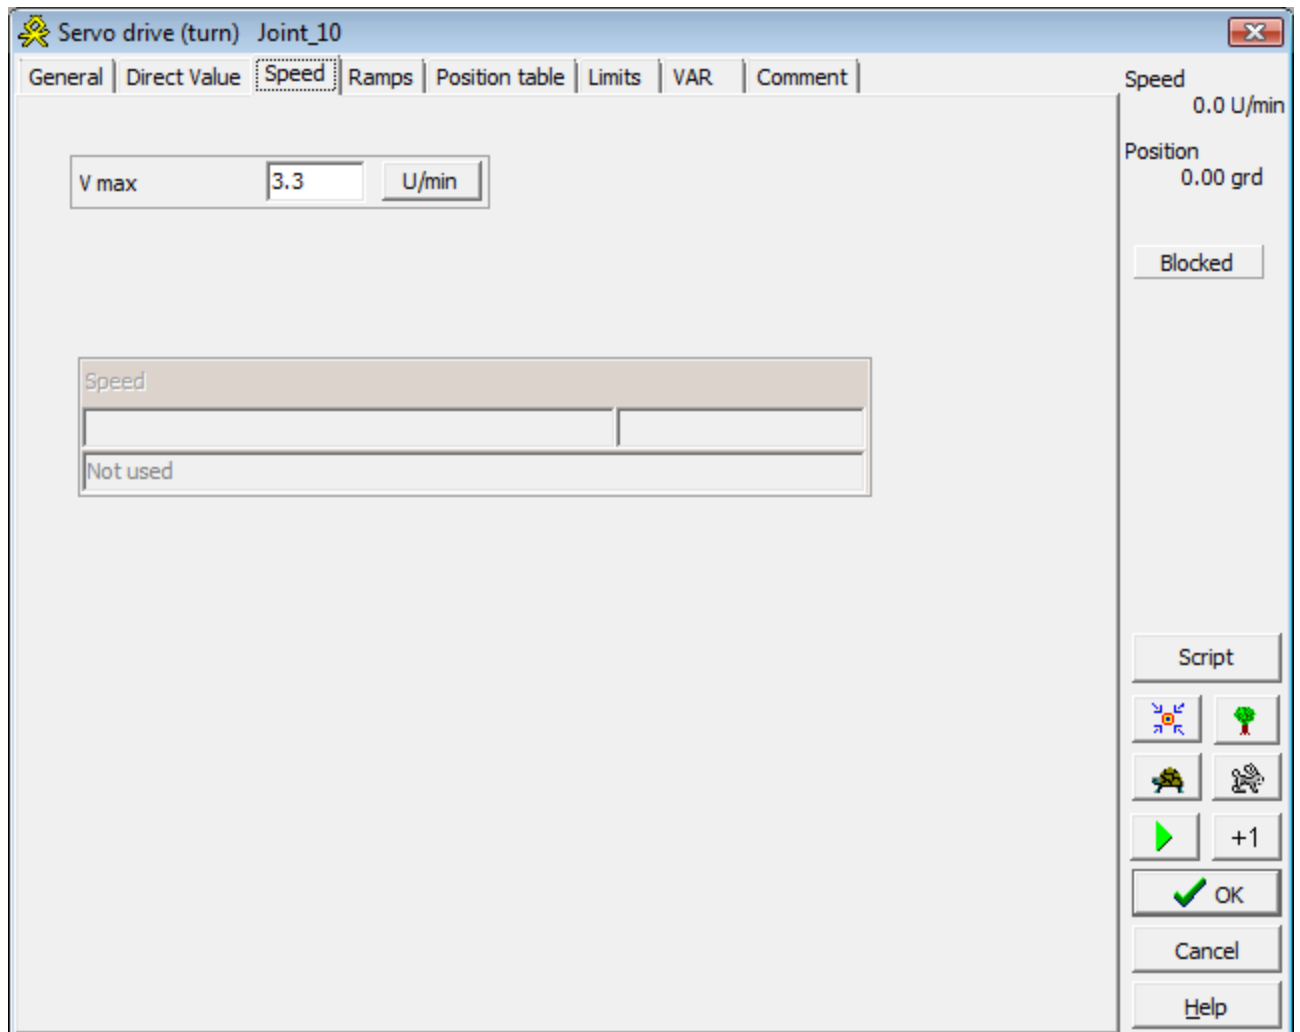 Servo drive (turn) Joint_10
General Direct Value Speed Ramps Position table Limits VAR Comment
Speed
0.0 U/min
Position
0.00 grd
V max 3.3 U/min
Blocked
Speed
Not used
Script
+1
OK
Cancel
Help